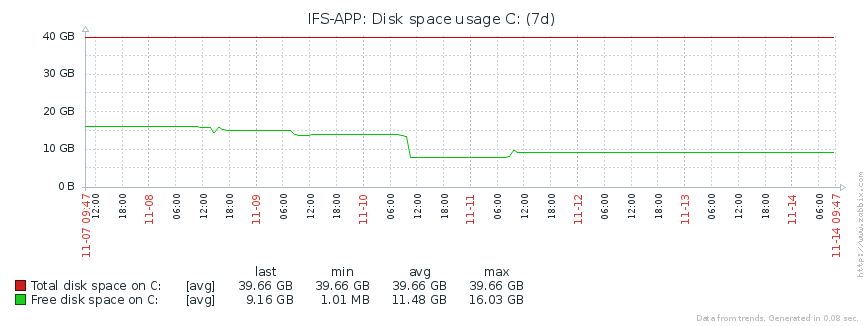 IFS-APP: Disk space usage C: (7d)
40 GB
30 GB
20 GB
10 GB
0 B
11-07 09:47 12:00 18:00 11-08 06:00 12:00 18:00 11-09 06:00 12:00 18:00 11-10 06:00 12:00 18:00 11-11 06:00 12:00 18:00 11-12 06:00 12:00 18:00 11-13 06:00 12:00 18:00 11-14 06:00 11-14 09:47
http://www.zabbix.com
last min avg max
Total disk space on C: [avg] 39.66 GB 39.66 GB 39.66 GB 39.66 GB
Free disk space on C: [avg] 9.16 GB 1.01 MB 11.48 GB 16.03 GB
Data from trends. Generated in 0.08 sec.